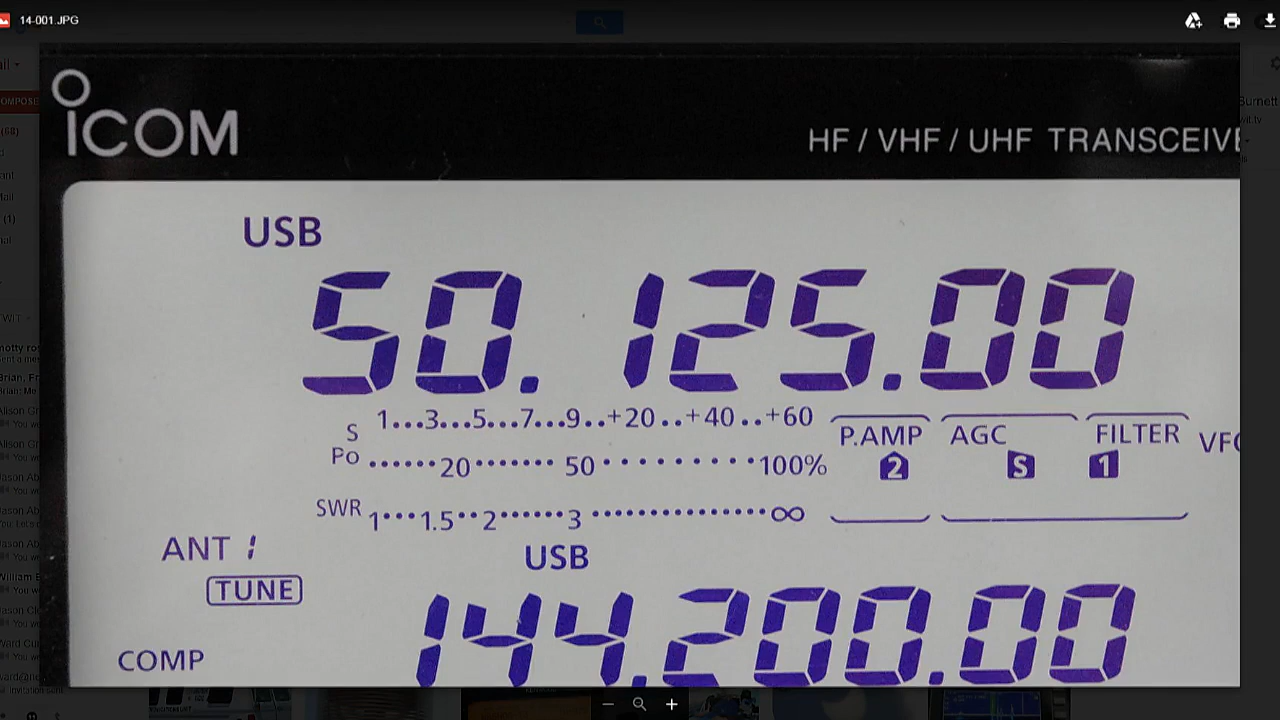 14-001.JPG
ICOM
HF / VHF / UHF TRANSCEIVE
USB
50.125.00
S 1...3...5...7...9..+20..+40..+60
P.AMP AGC FILTER VFO
Po ......20.......50..........100% 2 S 1
SWR 1...1.5..2......3.................∞
ANT 1 USB
TUNE
144.200.00
COMP